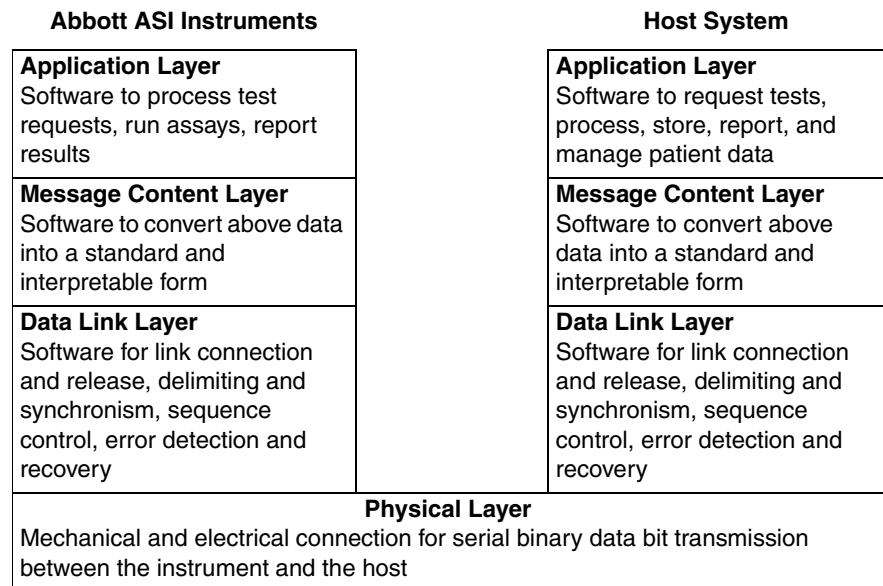 Abbott ASI Instruments
Application Layer
Software to process test
requests, run assays, report
results
Message Content Layer
Software to convert above data
into a standard and
interpretable form
Data Link Layer
Software for link connection
and release, delimiting and
synchronism, sequence
control, error detection and
recovery
Host System
Application Layer
Software to request tests,
process, store, report, and
manage patient data
Message Content Layer
Software to convert above
data into a standard and
interpretable form
Data Link Layer
Software for link connection
and release, delimiting and
synchronism, sequence
control, error detection and
recovery
Physical Layer
Mechanical and electrical connection for serial binary data bit transmission
between the instrument and the host